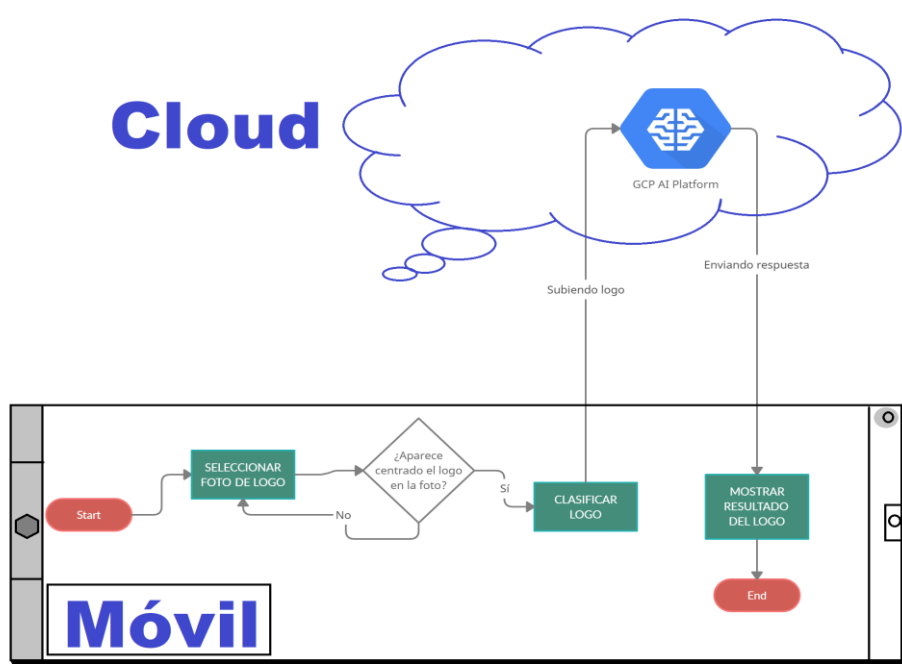 Cloud
GCP AI Platform
Enviando respuesta
Subiendo logo
Start
SELECCIONAR
FOTO DE LOGO
¿Aparece
centrado el logo
en la foto?
No
Sí
CLASIFICAR
LOGO
MOSTRAR
RESULTADO
DEL LOGO
End
Móvil